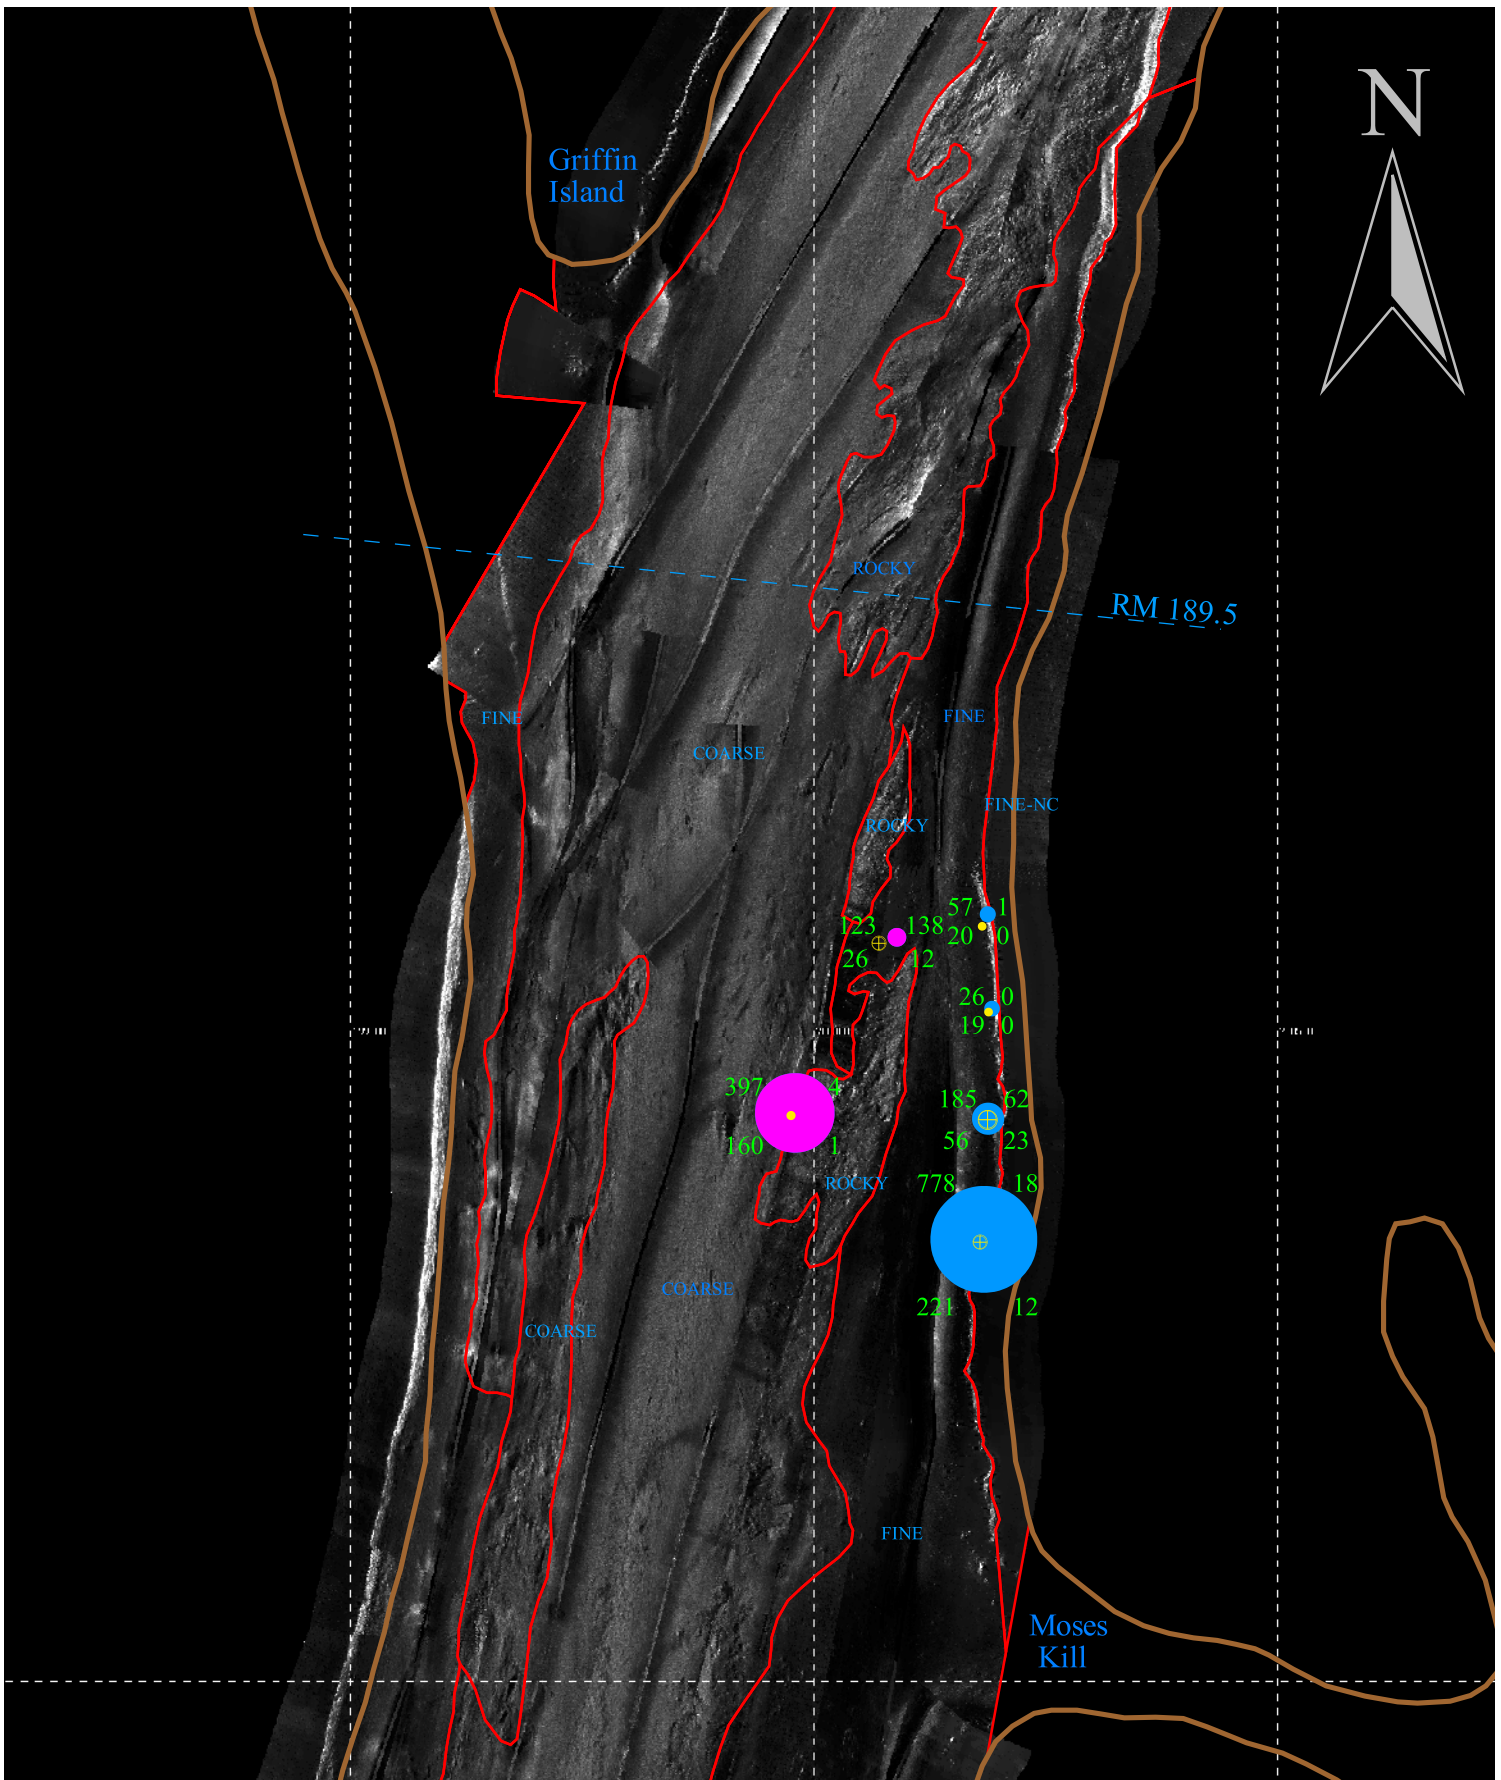 N
Griffin
Island
ROCKY
RM 189.5
FINE
FINE
COARSE
FINE-NC
ROCKY
57 1
20 0
123 138
26 12
26 0
19 0
397 4
160 1
185 62
56 23
ROCKY
778 18
221 12
COARSE
COARSE
FINE
Moses
Kill